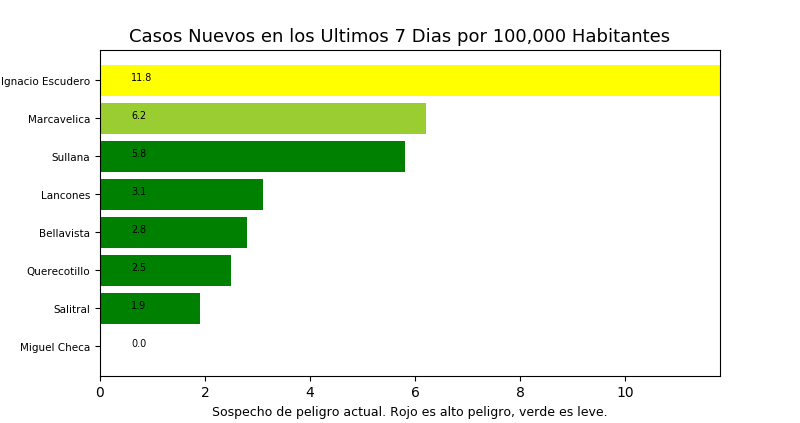 Casos Nuevos en los Ultimos 7 Dias por 100,000 Habitantes
Ignacio Escudero 11.8
Marcavelica 6.2
Sullana 5.8
Lancones 3.1
Bellavista 2.8
Querecotillo 2.5
Salitral 1.9
Miguel Checa 0.0
0 2 4 6 8 10
Sospecho de peligro actual. Rojo es alto peligro, verde es leve.